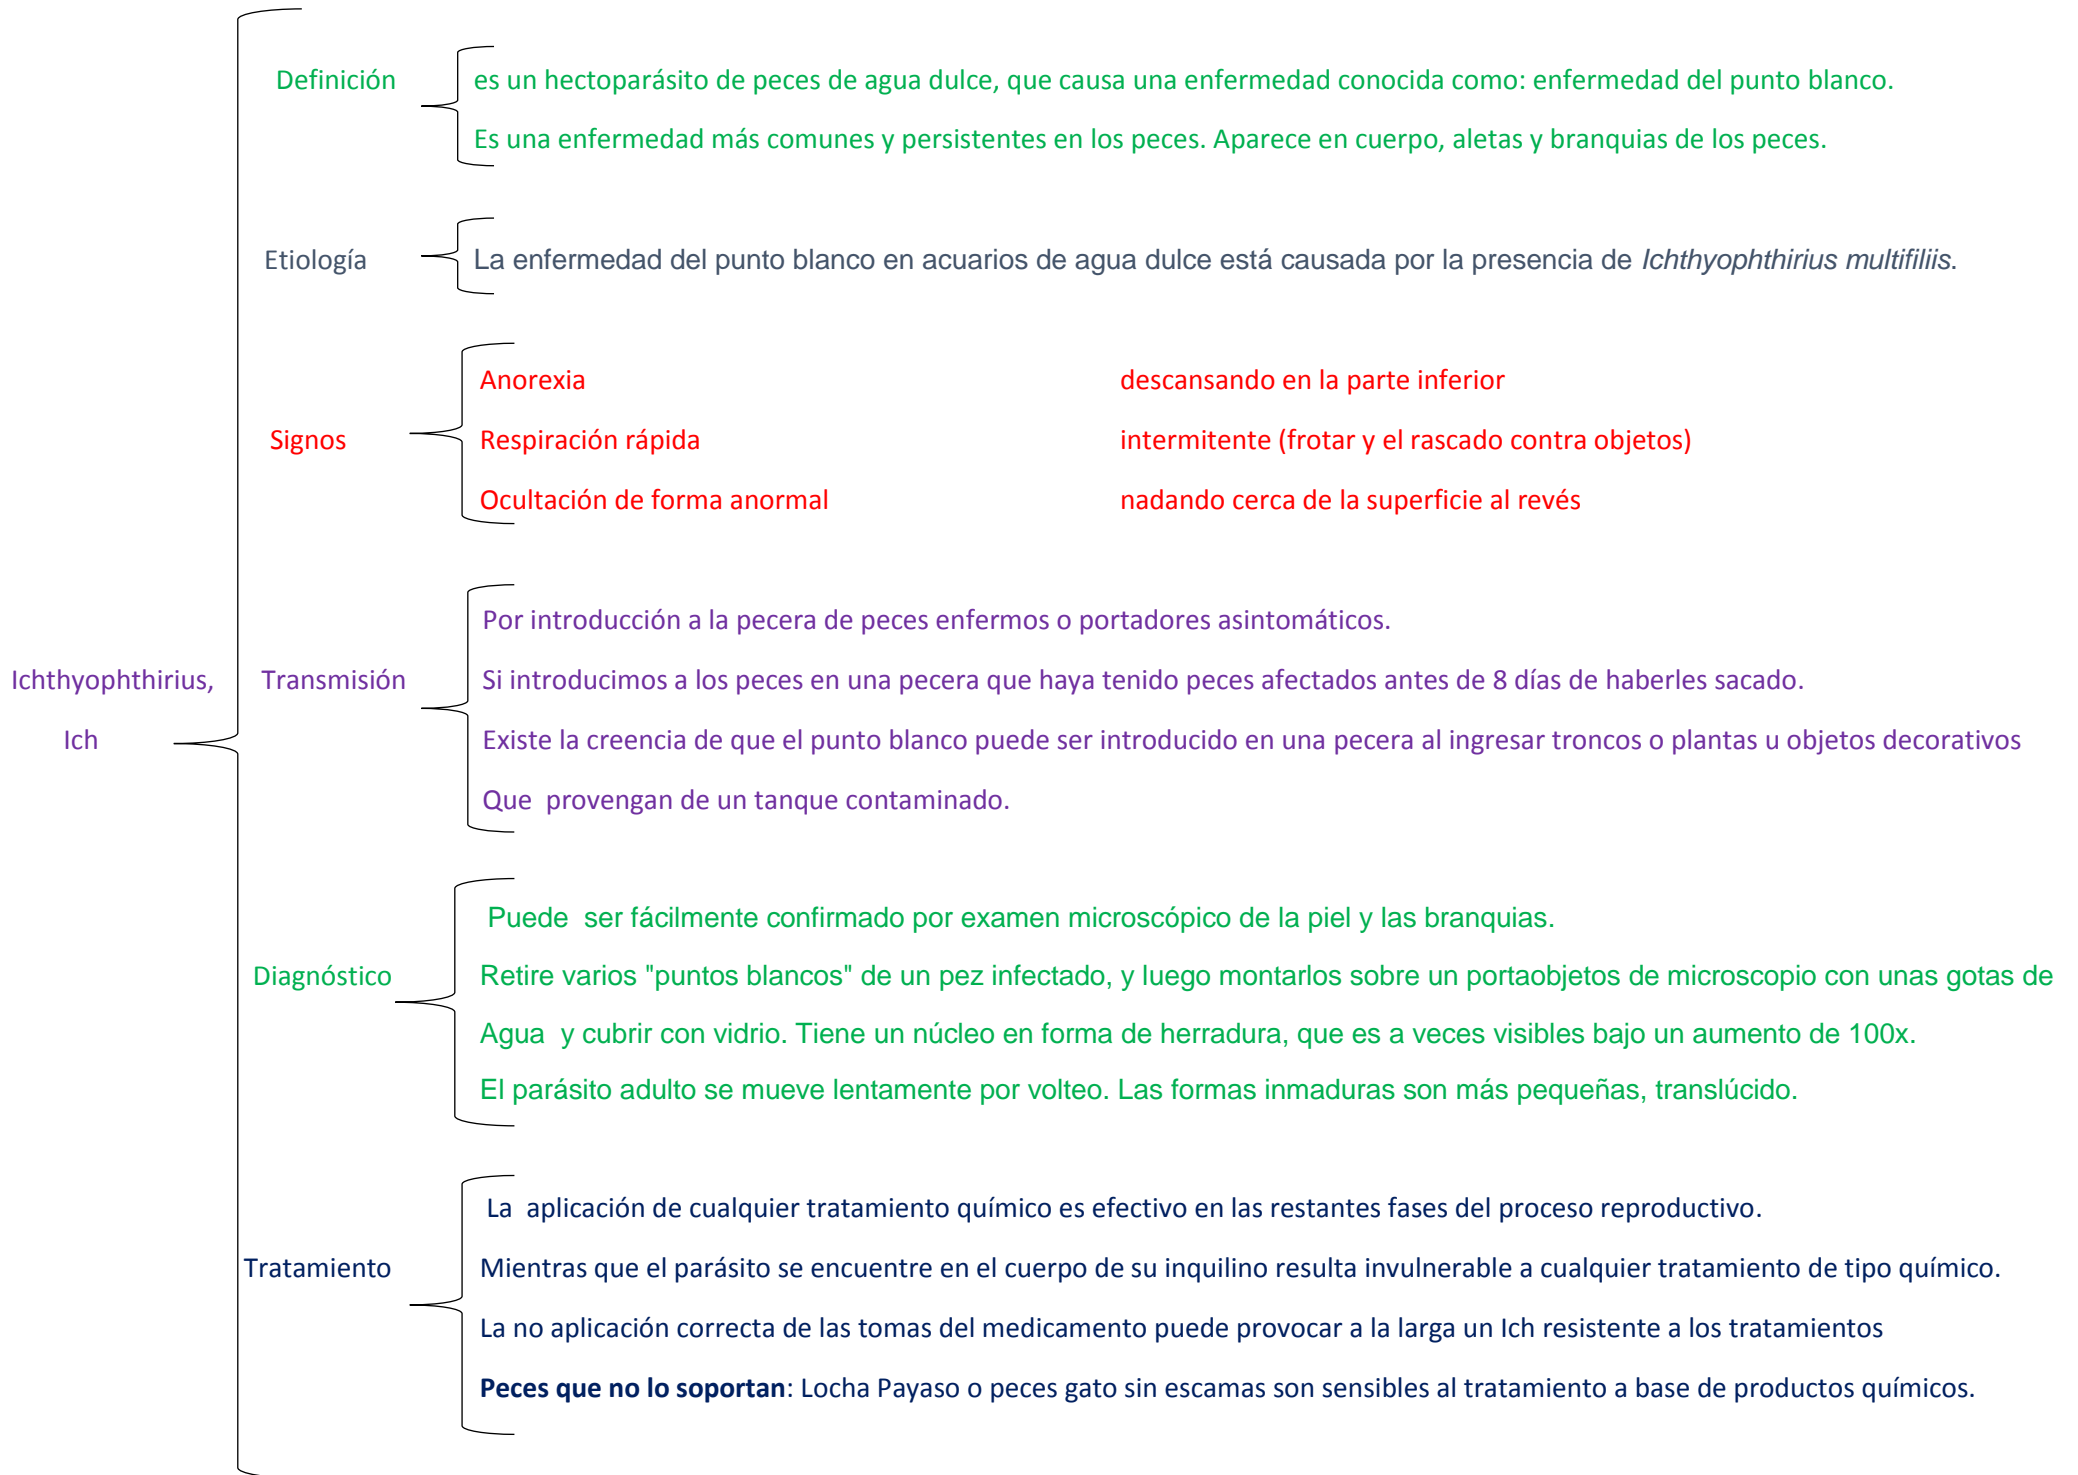 Definición
es un hectoparásito de peces de agua dulce, que causa una enfermedad conocida como: enfermedad del punto blanco.
Es una enfermedad más comunes y persistentes en los peces. Aparece en cuerpo, aletas y branquias de los peces.
Etiología
La enfermedad del punto blanco en acuarios de agua dulce está causada por la presencia de Ichthyophthirius multifiliis.
Anorexia descansando en la parte inferior
Signos
Respiración rápida intermitente (frotar y el rascado contra objetos)
Ocultación de forma anormal nadando cerca de la superficie al revés
Por introducción a la pecera de peces enfermos o portadores asintomáticos.
Ichthyophthirius,
Ich
Transmisión
Si introducimos a los peces en una pecera que haya tenido peces afectados antes de 8 días de haberles sacado.
Existe la creencia de que el punto blanco puede ser introducido en una pecera al ingresar troncos o plantas u objetos decorativos
Que provengan de un tanque contaminado.
Puede ser fácilmente confirmado por examen microscópico de la piel y las branquias.
Diagnóstico
Retire varios "puntos blancos" de un pez infectado, y luego montarlos sobre un portaobjetos de microscopio con unas gotas de
Agua y cubrir con vidrio. Tiene un núcleo en forma de herradura, que es a veces visibles bajo un aumento de 100x.
El parásito adulto se mueve lentamente por volteo. Las formas inmaduras son más pequeñas, translúcido.
La aplicación de cualquier tratamiento químico es efectivo en las restantes fases del proceso reproductivo.
Tratamiento
Mientras que el parásito se encuentre en el cuerpo de su inquilino resulta invulnerable a cualquier tratamiento de tipo químico.
La no aplicación correcta de las tomas del medicamento puede provocar a la larga un Ich resistente a los tratamientos
Peces que no lo soportan: Locha Payaso o peces gato sin escamas son sensibles al tratamiento a base de productos químicos.